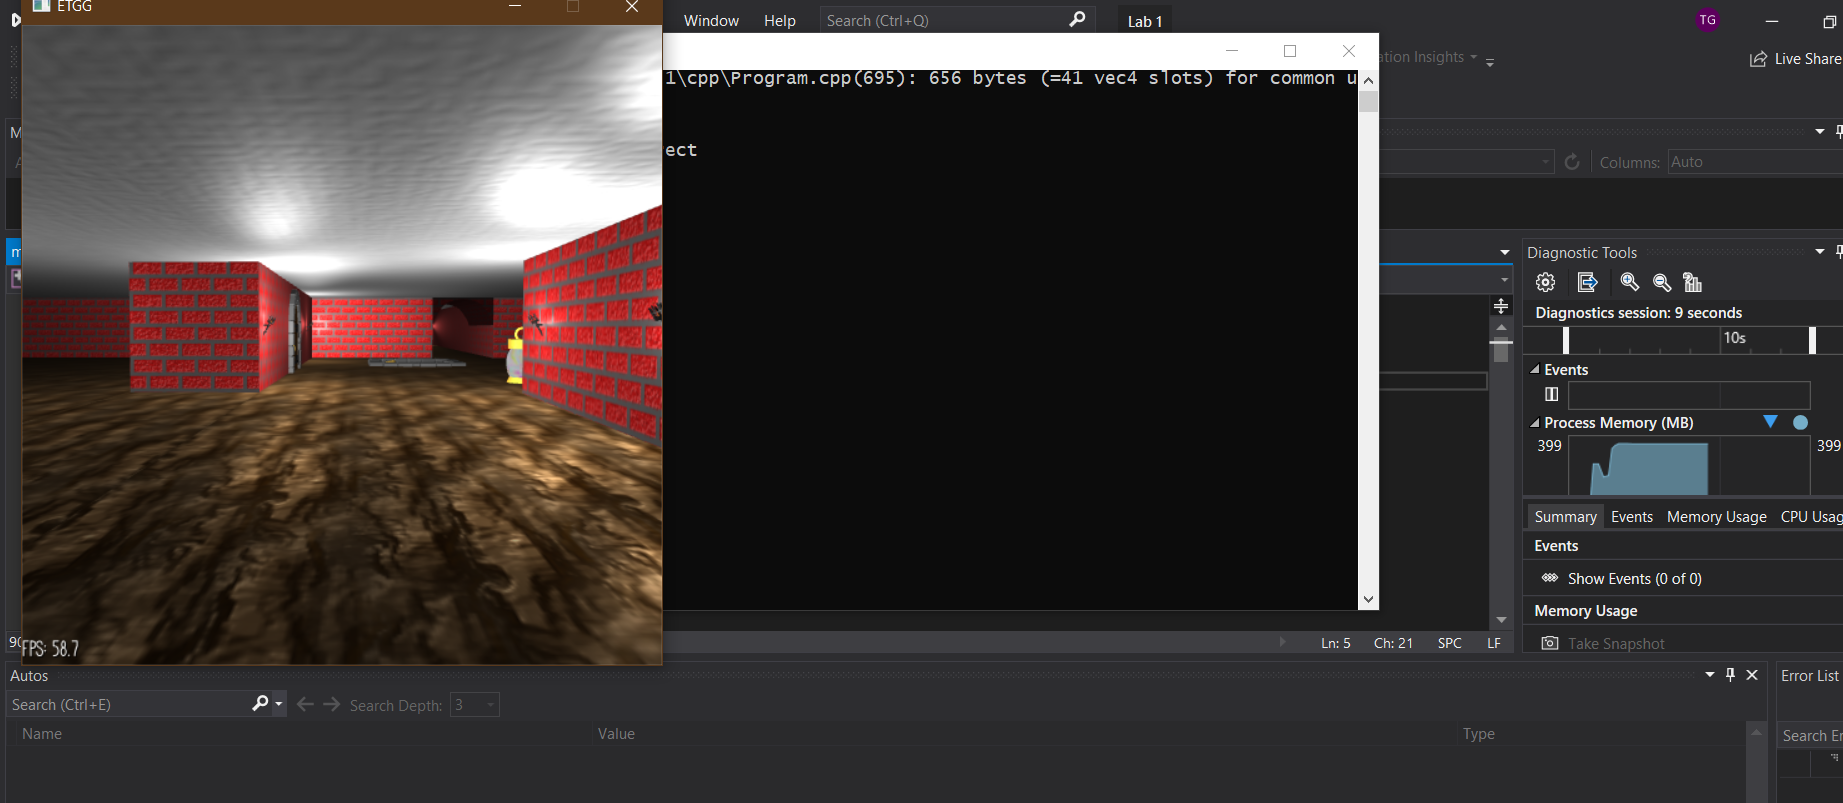 ETGG
Window Help Search (Ctrl+Q) Lab 1 TG
ation Insights Live Share
1\cpp\Program.cpp(695): 656 bytes (=41 vec4 slots) for common u
ect
M
A
Columns: Auto
m
Diagnostic Tools
Diagnostics session: 9 seconds
10s
Events
Process Memory (MB)
399 399
Summary Events Memory Usage CPU Usag
Events
Show Events (0 of 0)
Memory Usage
Take Snapshot
FPS: 58.7
90
Ln: 5 Ch: 21 SPC LF
Autos
Search (Ctrl+E) Search Depth: 3
Name Value Type
Error List
Search Er